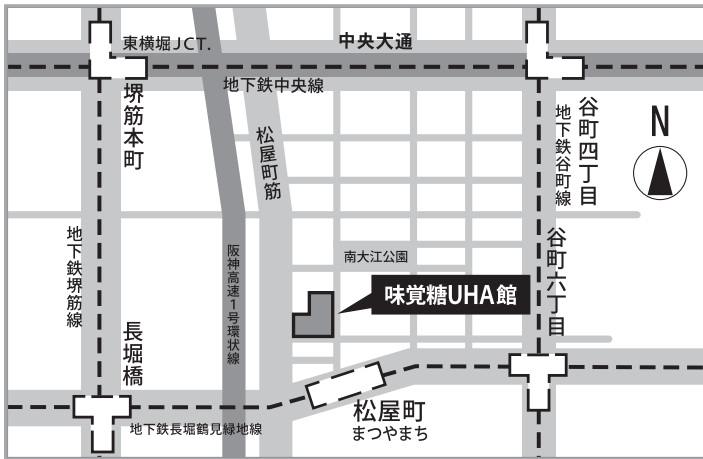 東横堀JCT.
中央大通
地下鉄中央線
堺筋本町
松屋町筋
谷町四丁目
地下鉄谷町線
N
地下鉄堺筋線
阪神高速1号環状線
南大江公園
谷町六丁目
味覚糖UHA館
長堀橋
松屋町
まつやまち
地下鉄長堀鶴見緑地線